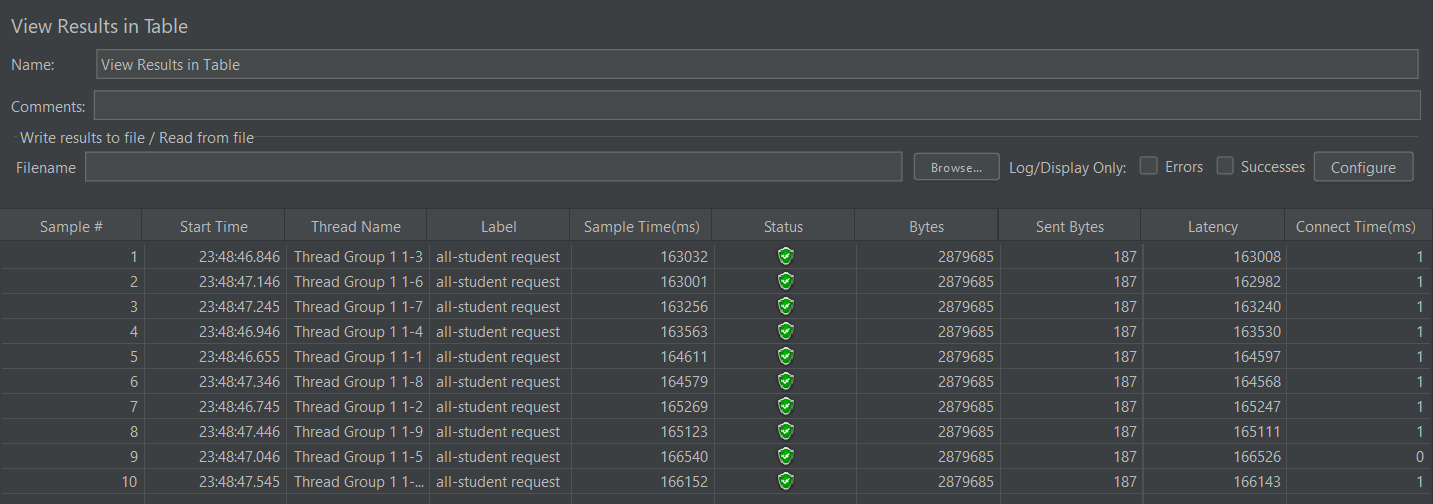 View Results in Table
Name: View Results in Table
Comments:
Write results to file / Read from file
Filename Browse... Log/Display Only: Errors Successes Configure
Sample # Start Time Thread Name Label Sample Time(ms) Status Bytes Sent Bytes Latency Connect Time(ms)
1 23:48:46.846 Thread Group 1 1-3 all-student request 163032 2879685 187 163008 1
2 23:48:47.146 Thread Group 1 1-6 all-student request 163001 2879685 187 162982 1
3 23:48:47.245 Thread Group 1 1-7 all-student request 163256 2879685 187 163240 1
4 23:48:46.946 Thread Group 1 1-4 all-student request 163563 2879685 187 163530 1
5 23:48:46.655 Thread Group 1 1-1 all-student request 164611 2879685 187 164597 1
6 23:48:47.346 Thread Group 1 1-8 all-student request 164579 2879685 187 164568 1
7 23:48:46.745 Thread Group 1 1-2 all-student request 165269 2879685 187 165247 1
8 23:48:47.446 Thread Group 1 1-9 all-student request 165123 2879685 187 165111 1
9 23:48:47.046 Thread Group 1 1-5 all-student request 166540 2879685 187 166526 0
10 23:48:47.545 Thread Group 1 1-... all-student request 166152 2879685 187 166143 1